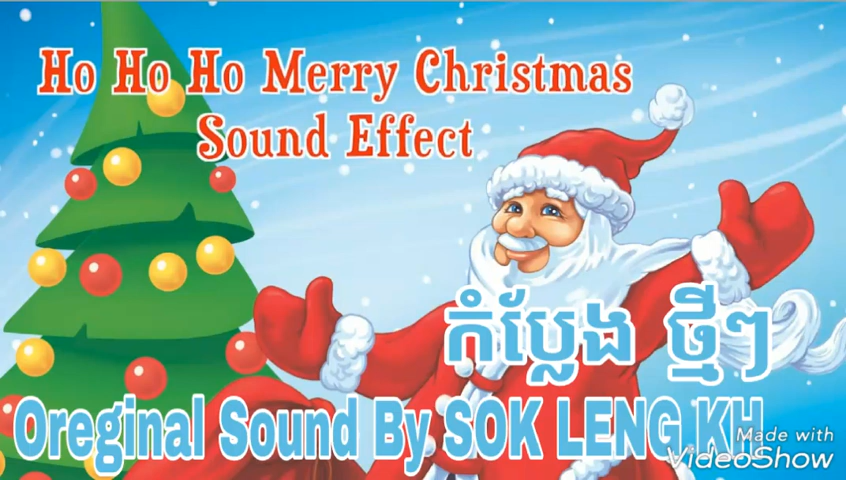 Ho Ho Ho Merry Christmas
Sound Effect
កំប្លែង ថ្មីៗ
Oreginal Sound By SOK LENG KH
Made with
VideoShow